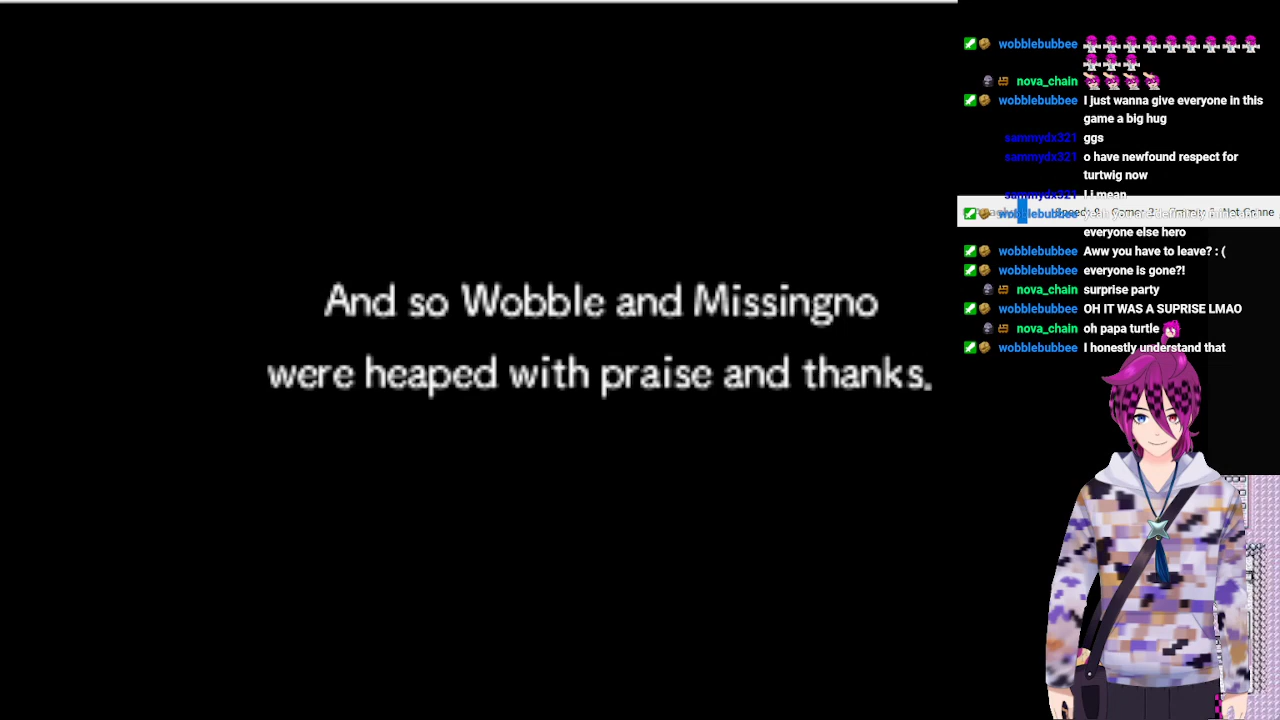 And so Wobble and Missingno
were heaped with praise and thanks.
wobblebubbee
nova_chain
wobblebubbee I just wanna give everyone in this
game a big hug
sammydx321 ggs
sammydx321 o have newfound respect for
turtwig now
sammydx321 ! i mean
wobblebubbee
everyone else hero
wobblebubbee Aww you have to leave? : (
wobblebubbee everyone is gone?!
nova_chain surprise party
wobblebubbee OH IT WAS A SUPRISE LMAO
nova_chain oh papa turtle
wobblebubbee I honestly understand that